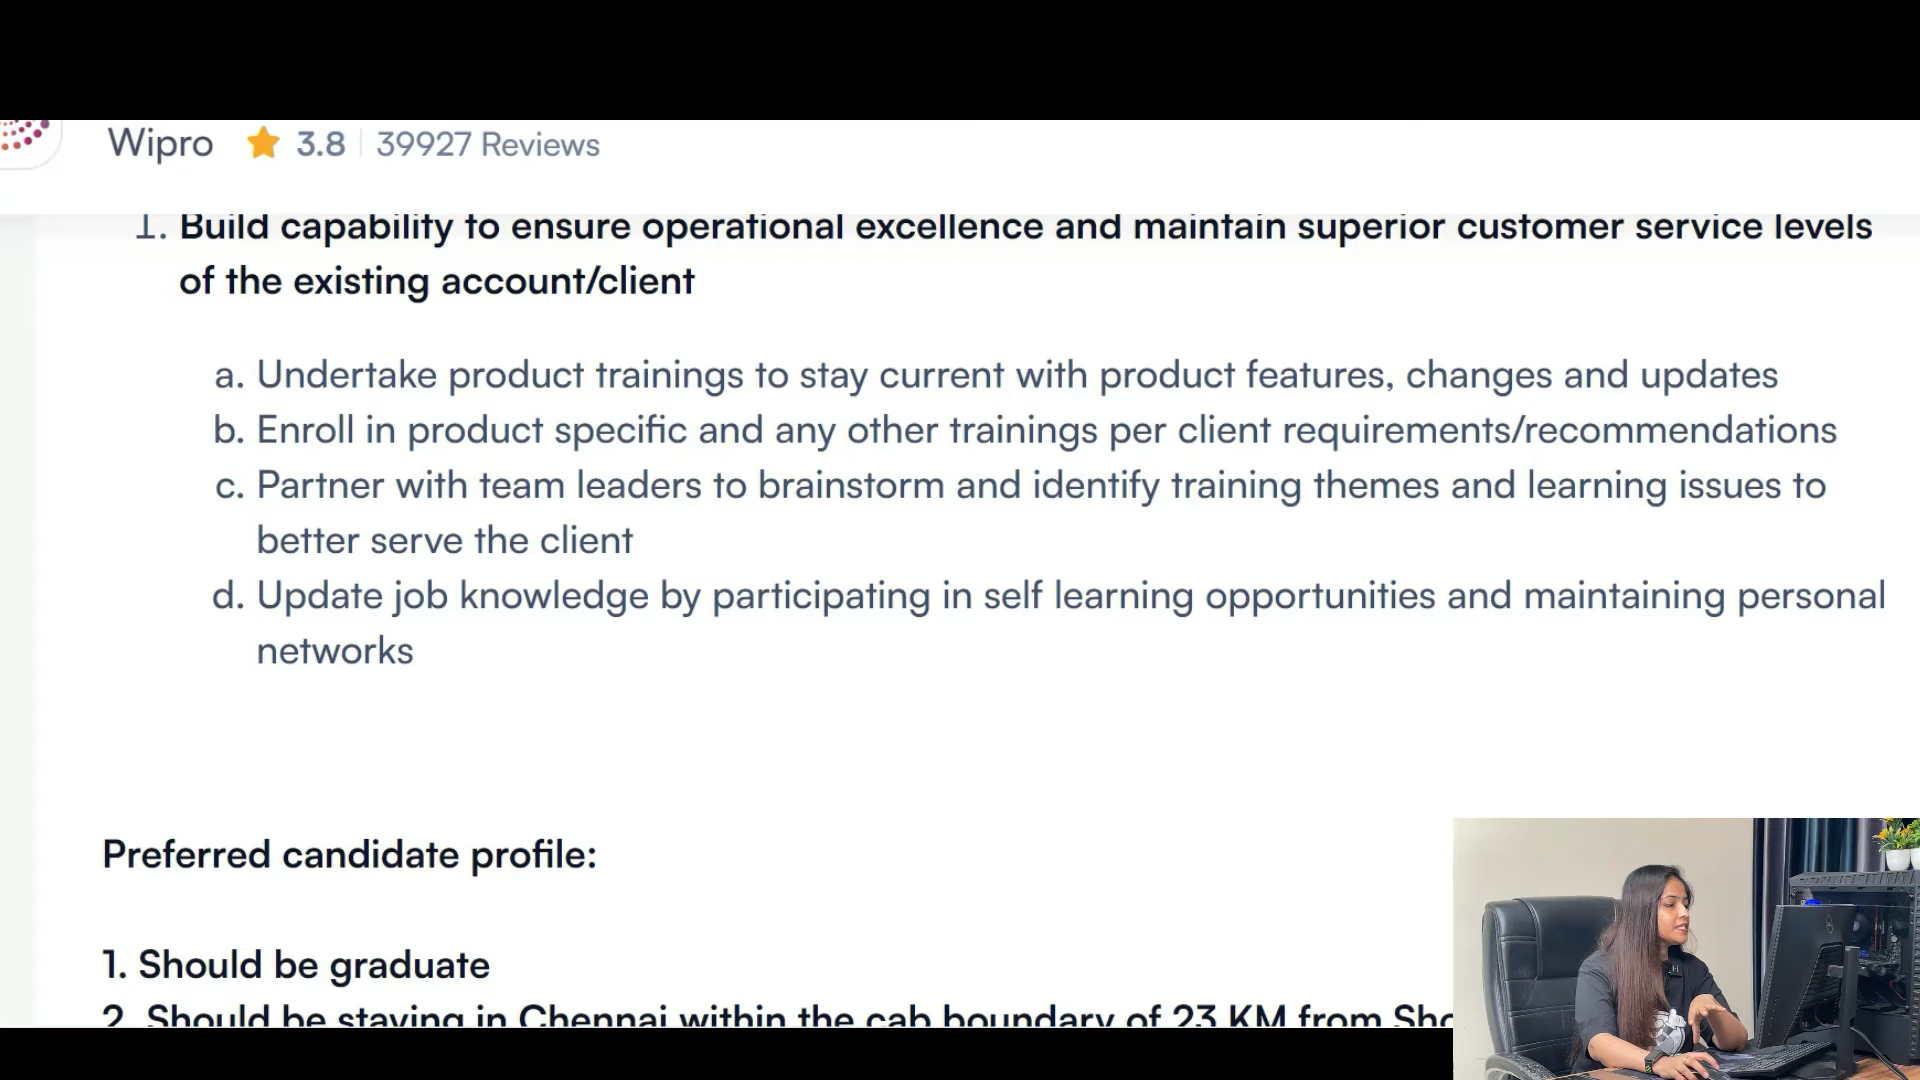 Wipro 3.8 39927 Reviews
1. Build capability to ensure operational excellence and maintain superior customer service levels
of the existing account/client
a. Undertake product trainings to stay current with product features, changes and updates
b. Enroll in product specific and any other trainings per client requirements/recommendations
c. Partner with team leaders to brainstorm and identify training themes and learning issues to
better serve the client
d. Update job knowledge by participating in self learning opportunities and maintaining personal
networks
Preferred candidate profile:
1. Should be graduate
2. Should be staying in Chennai within the cab boundary of 23 KM from